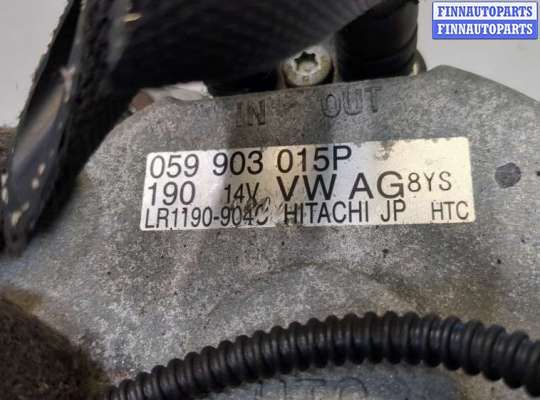 FINNAUTOPARTS
FINNAUTOPARTS
IN OUT
059 903 015P
190 14V VW AG 8YS
LR1190-904C HITACHI JP HTC